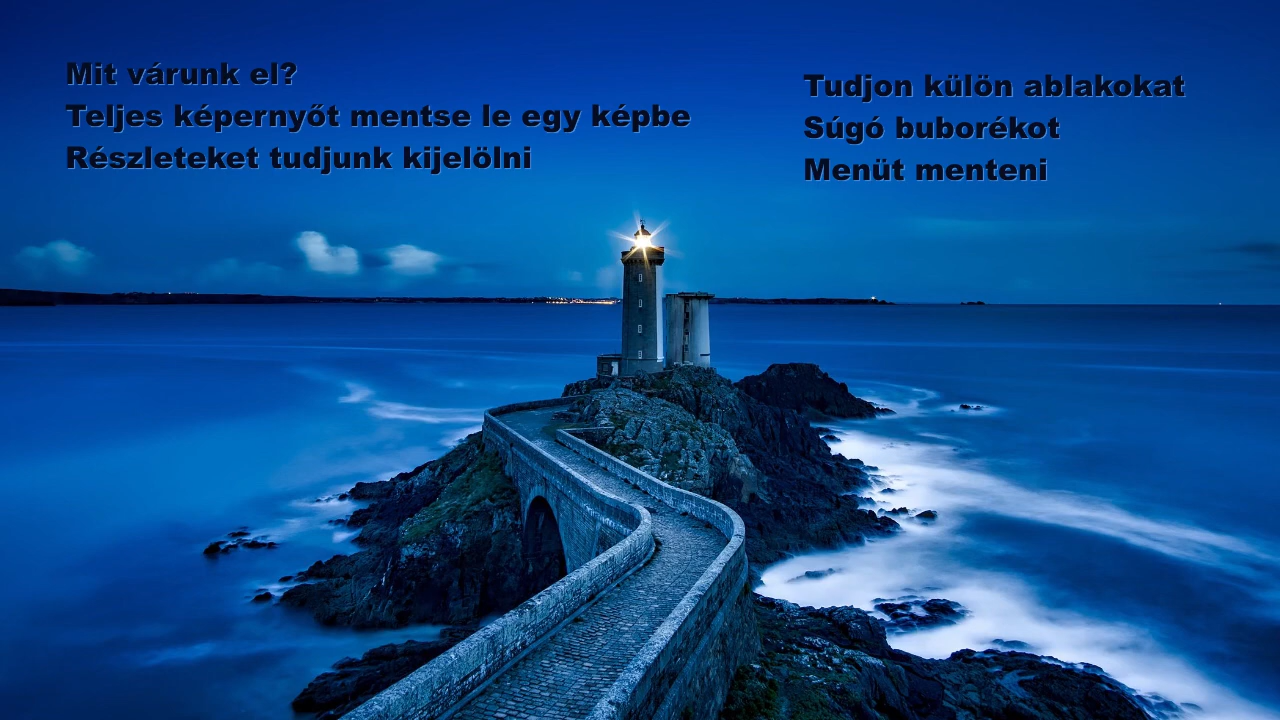 Mit várunk el?
Teljes képernyőt mentse le egy képbe
Részleteket tudjunk kijelölni
Tudjon külön ablakokat
Súgó buborékot
Menüt menteni